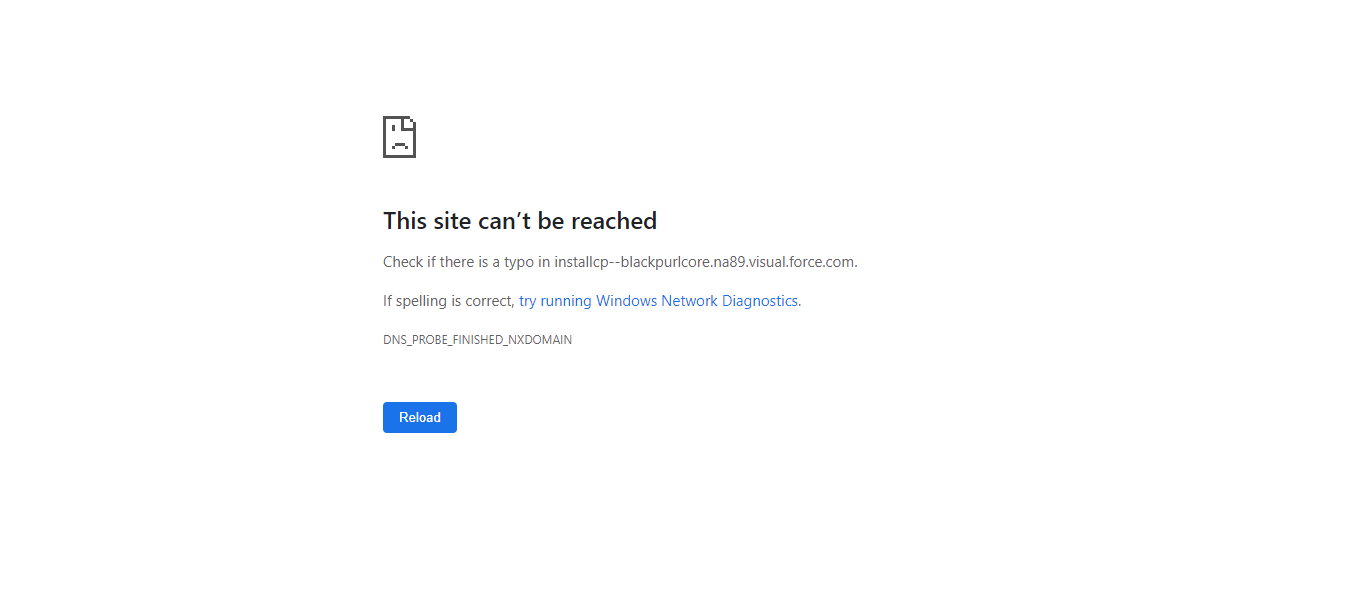 This site can’t be reached
Check if there is a typo in installcp--blackpurlcore.na89.visual.force.com.
If spelling is correct, try running Windows Network Diagnostics.
DNS_PROBE_FINISHED_NXDOMAIN
Reload